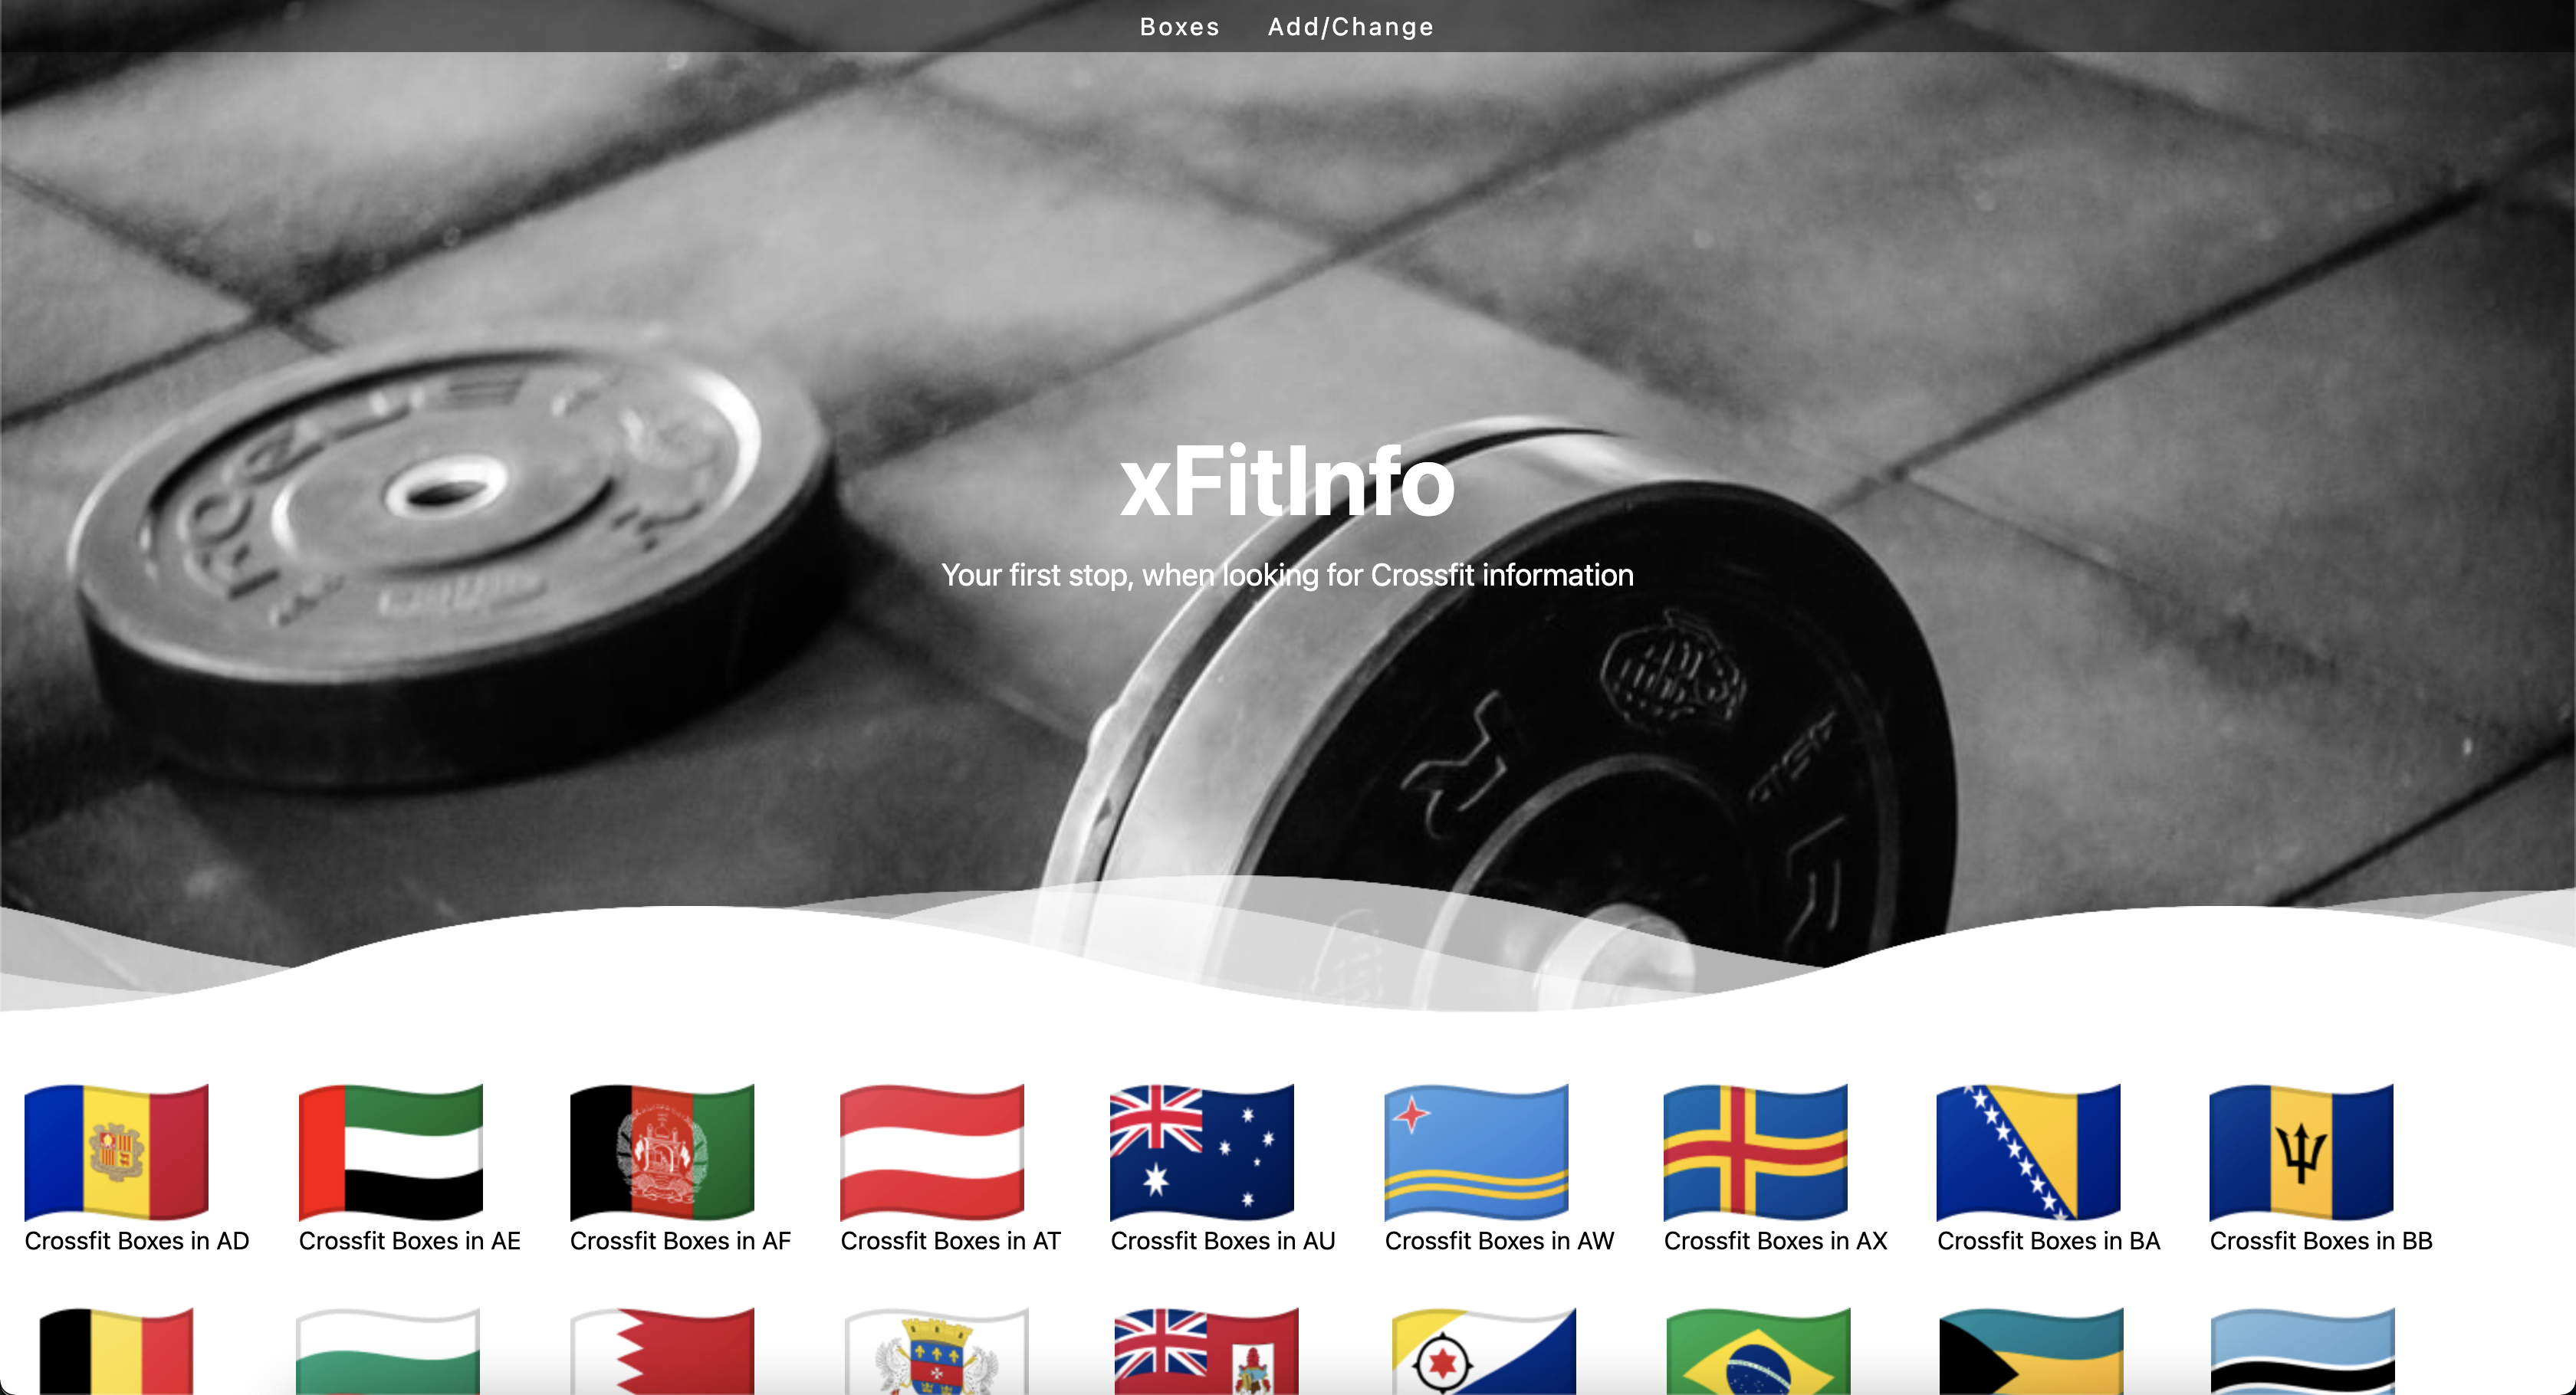 Boxes Add/Change
xFitInfo
Your first stop, when looking for Crossfit information
Crossfit Boxes in AD
Crossfit Boxes in AE
Crossfit Boxes in AF
Crossfit Boxes in AT
Crossfit Boxes in AU
Crossfit Boxes in AW
Crossfit Boxes in AX
Crossfit Boxes in BA
Crossfit Boxes in BB